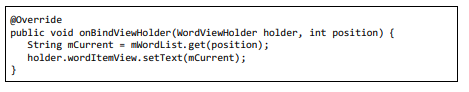 @Override
public void onBindViewHolder(WordViewHolder holder, int position) {
    String mCurrent = mWordList.get(position);
    holder.wordItemView.setText(mCurrent);
}